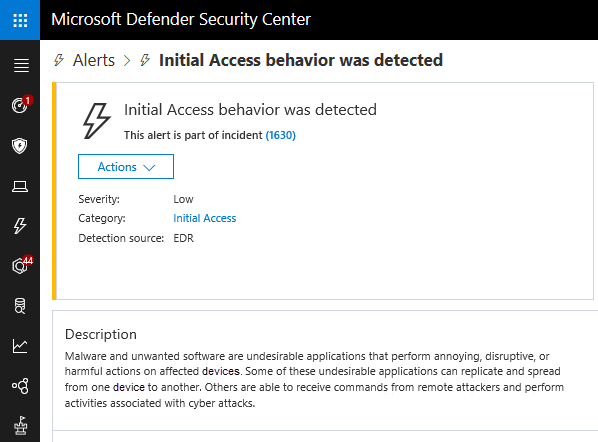 Microsoft Defender Security Center
Alerts > Initial Access behavior was detected
1
Initial Access behavior was detected
This alert is part of incident (1630)
Actions
Severity: Low
Category: Initial Access
Detection source: EDR
44
Description
Malware and unwanted software are undesirable applications that perform annoying, disruptive, or
harmful actions on affected devices. Some of these undesirable applications can replicate and spread
from one device to another. Others are able to receive commands from remote attackers and perform
activities associated with cyber attacks.